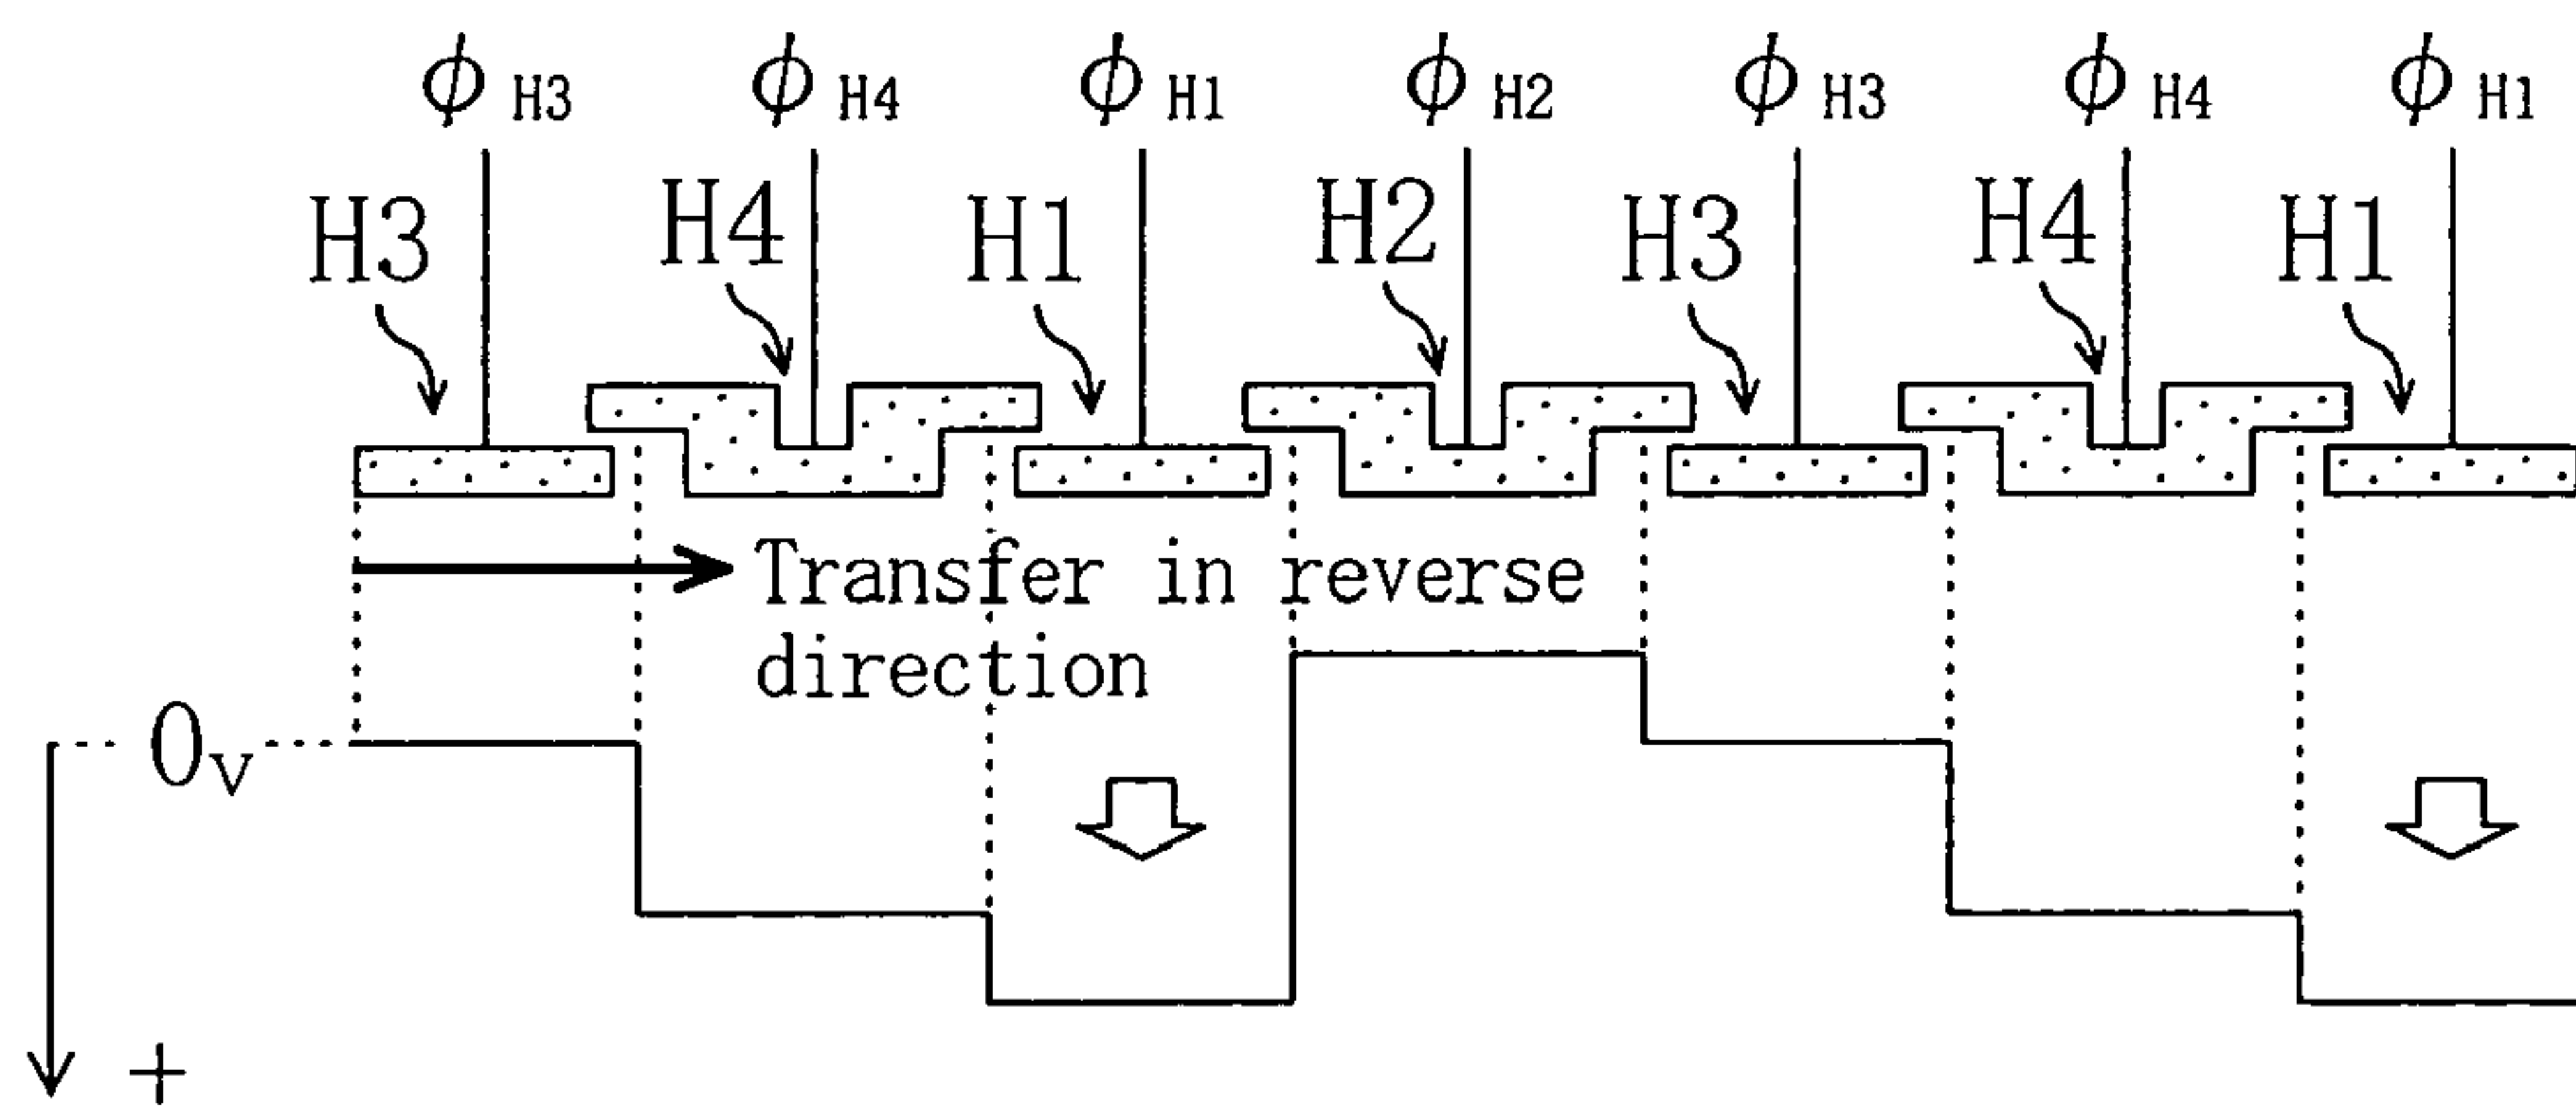 ϕH3 ϕH4 ϕH1 ϕH2 ϕH3 ϕH4 ϕH1
H3 H4 H1 H2 H3 H4 H1
Transfer in reverse
direction
0V
+